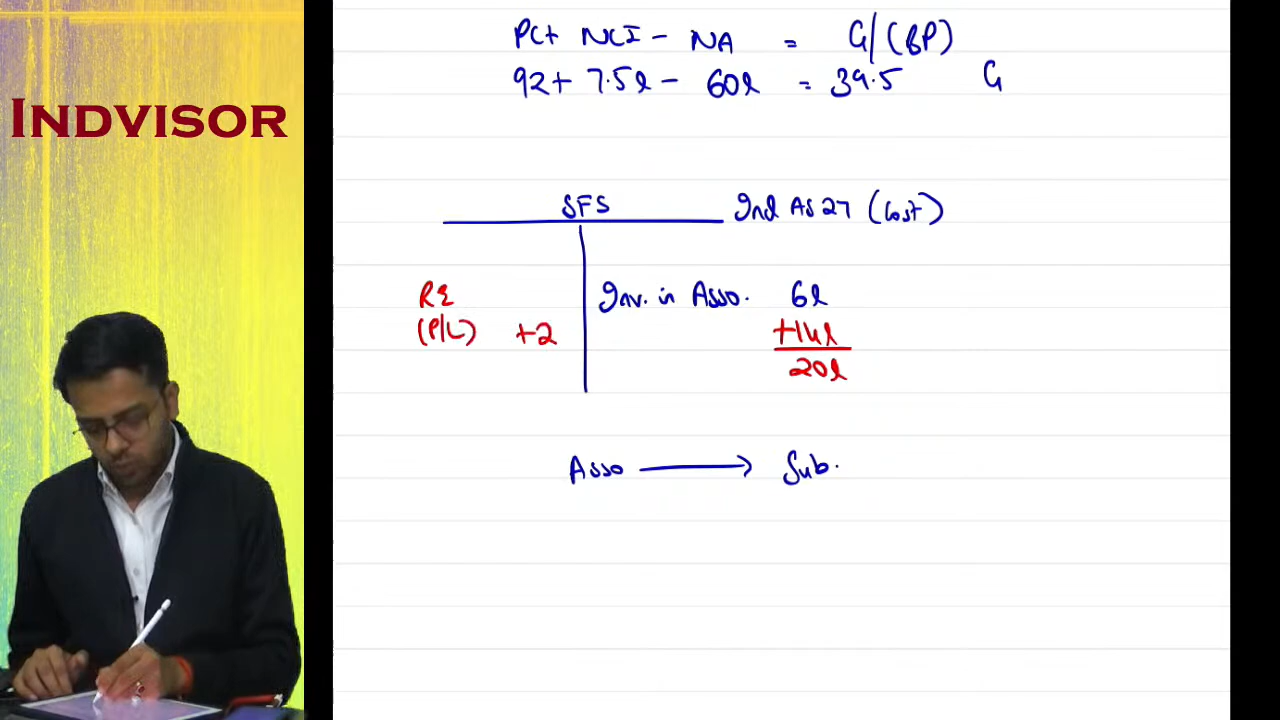 INDVISOR
PC+ NCI - NA = G/(BP)
92 + 7.5l - 60l = 39.5 G
SFS Ind AS 27 (Cost)
RE Inv. in Asso. 6l
(P/L) +2 +14l
20l
Asso → Sub.